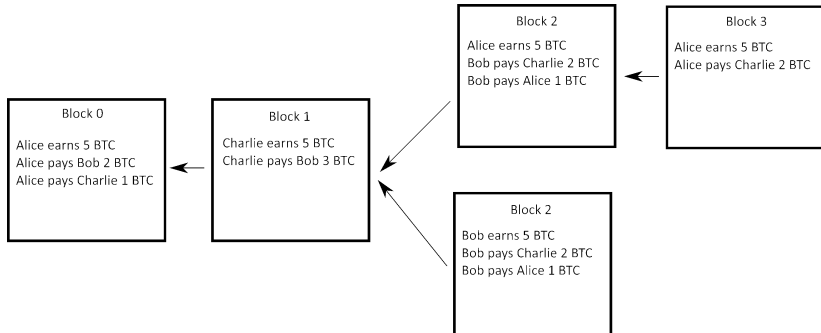 Block 0
Alice earns 5 BTC
Alice pays Bob 2 BTC
Alice pays Charlie 1 BTC
Block 1
Charlie earns 5 BTC
Charlie pays Bob 3 BTC
Block 2
Alice earns 5 BTC
Bob pays Charlie 2 BTC
Bob pays Alice 1 BTC
Block 3
Alice earns 5 BTC
Alice pays Charlie 2 BTC
Block 2
Bob earns 5 BTC
Bob pays Charlie 2 BTC
Bob pays Alice 1 BTC